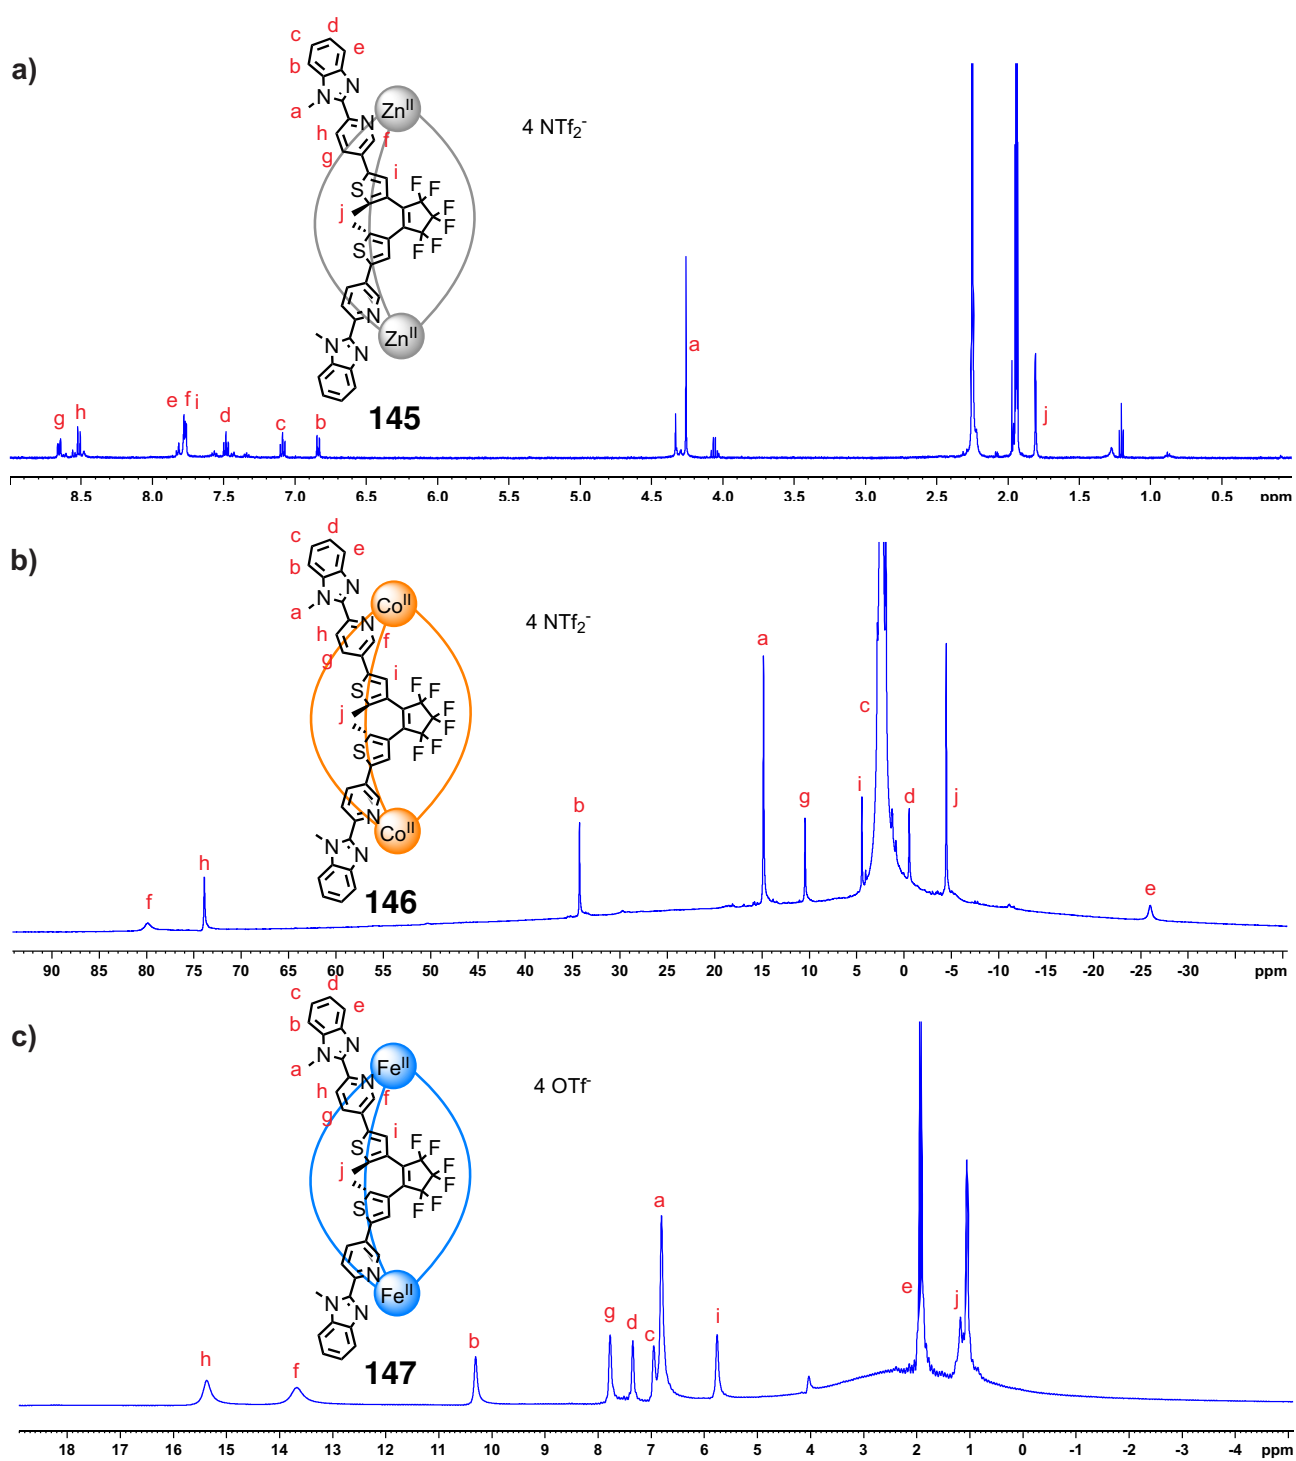 a)
c d e
b
a
N N
h N f
g
Zn^II
4 NTf2^-
S i
F F F F F F
j
S
N
Zn^II
N N
145
g h e f i d c b a j
8.5 8.0 7.5 7.0 6.5 6.0 5.5 5.0 4.5 4.0 3.5 3.0 2.5 2.0 1.5 1.0 0.5 ppm
b)
c d e
b
a
N N
h N f
g
Co^II
4 NTf2^-
S i
F F F F F F
j
S
N
Co^II
N N
146
f h b a g i c d j e
90 85 80 75 70 65 60 55 50 45 40 35 30 25 20 15 10 5 0 -5 -10 -15 -20 -25 -30 ppm
c)
c d e
b
a
N N
h N f
g
Fe^II
4 OTf^-
S i
F F F F F F
j
S
N
Fe^II
N N
147
h f b g d c a i e j
18 17 16 15 14 13 12 11 10 9 8 7 6 5 4 3 2 1 0 -1 -2 -3 -4 ppm